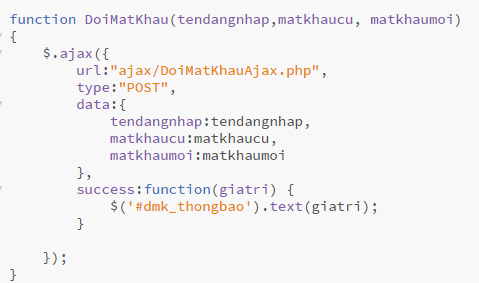 function DoiMatKhau(tendangnhap,matkhaucu, matkhaumoi)
{
    $.ajax({
        url:"ajax/DoiMatKhauAjax.php",
        type:"POST",
        data:{
            tendangnhap:tendangnhap,
            matkhaucu:matkhaucu,
            matkhaumoi:matkhaumoi
        },
        success:function(giatri) {
            $('#dmk_thongbao').text(giatri);
        }
    });
}